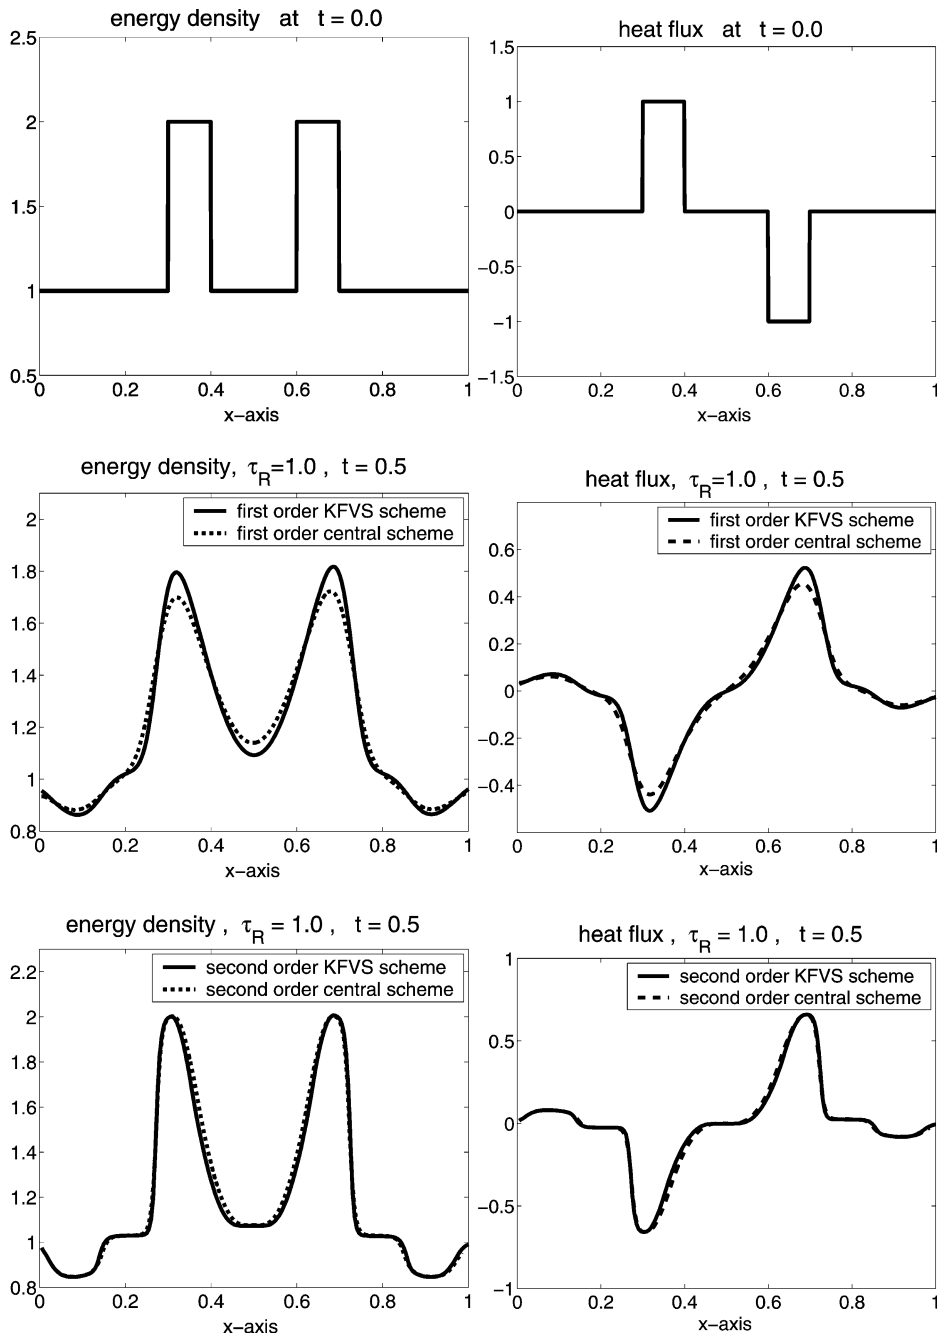 energy density at t = 0.0
2.5
2
1.5
1
0.5
0 0.2 0.4 0.6 0.8 1
x-axis
heat flux at t = 0.0
1.5
1
0.5
0
−0.5
−1
−1.5
0 0.2 0.4 0.6 0.8 1
x-axis
energy density, τR=1.0 , t = 0.5
first order KFVS scheme
first order central scheme
2
1.8
1.6
1.4
1.2
1
0.8
0 0.2 0.4 0.6 0.8 1
x-axis
heat flux, τR=1.0 , t = 0.5
first order KFVS scheme
first order central scheme
0.6
0.4
0.2
0
−0.2
−0.4
0 0.2 0.4 0.6 0.8 1
x-axis
energy density , τR = 1.0 , t = 0.5
second order KFVS scheme
second order central scheme
2.2
2
1.8
1.6
1.4
1.2
1
0.8
0 0.2 0.4 0.6 0.8 1
x-axis
heat flux , τR = 1.0 , t = 0.5
second order KFVS scheme
second order central scheme
1
0.5
0
−0.5
−1
0 0.2 0.4 0.6 0.8 1
x-axis